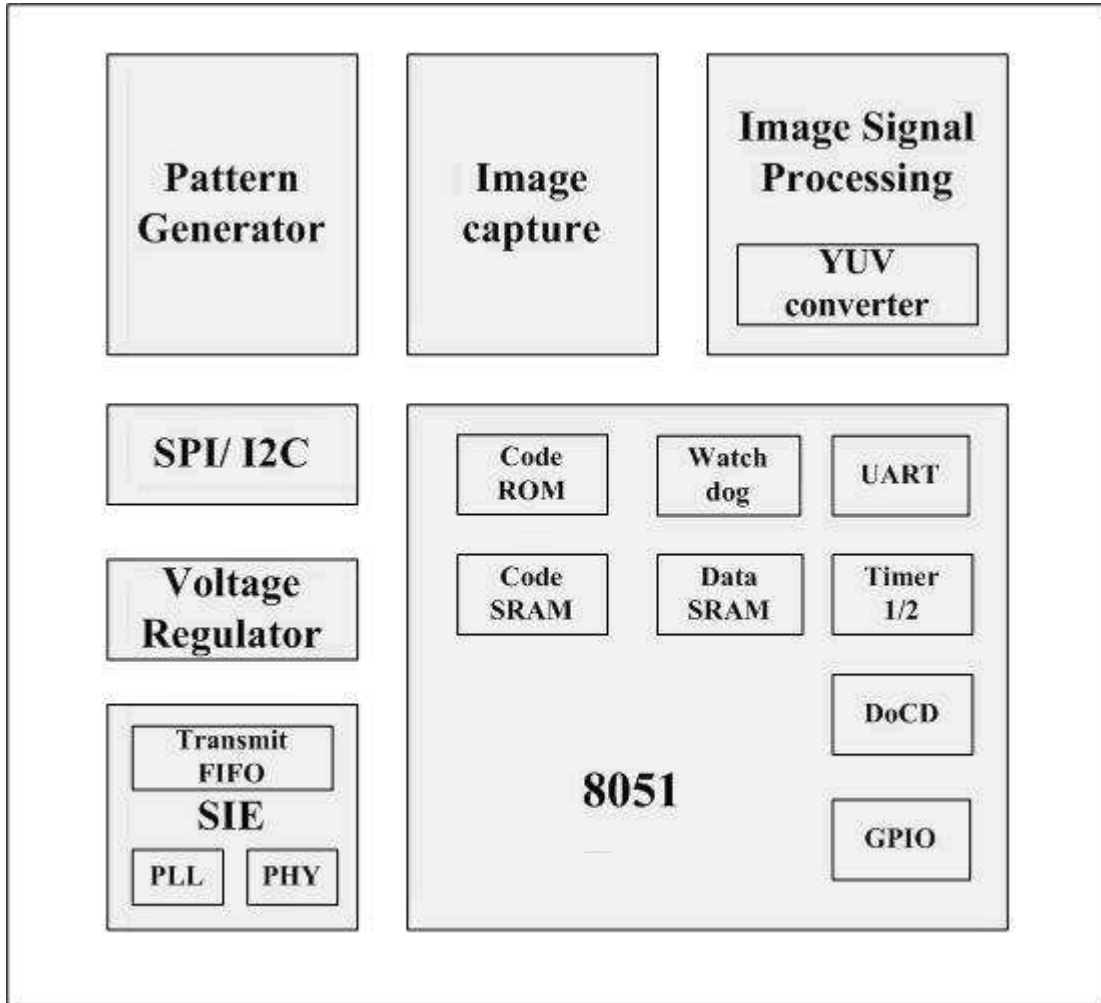 Pattern
Generator
Image
capture
Image Signal
Processing
YUV
converter
SPI/ I2C
Voltage
Regulator
Transmit
FIFO
SIE
PLL
PHY
Code
ROM
Watch
dog
UART
Code
SRAM
Data
SRAM
Timer
1/2
DoCD
8051
GPIO